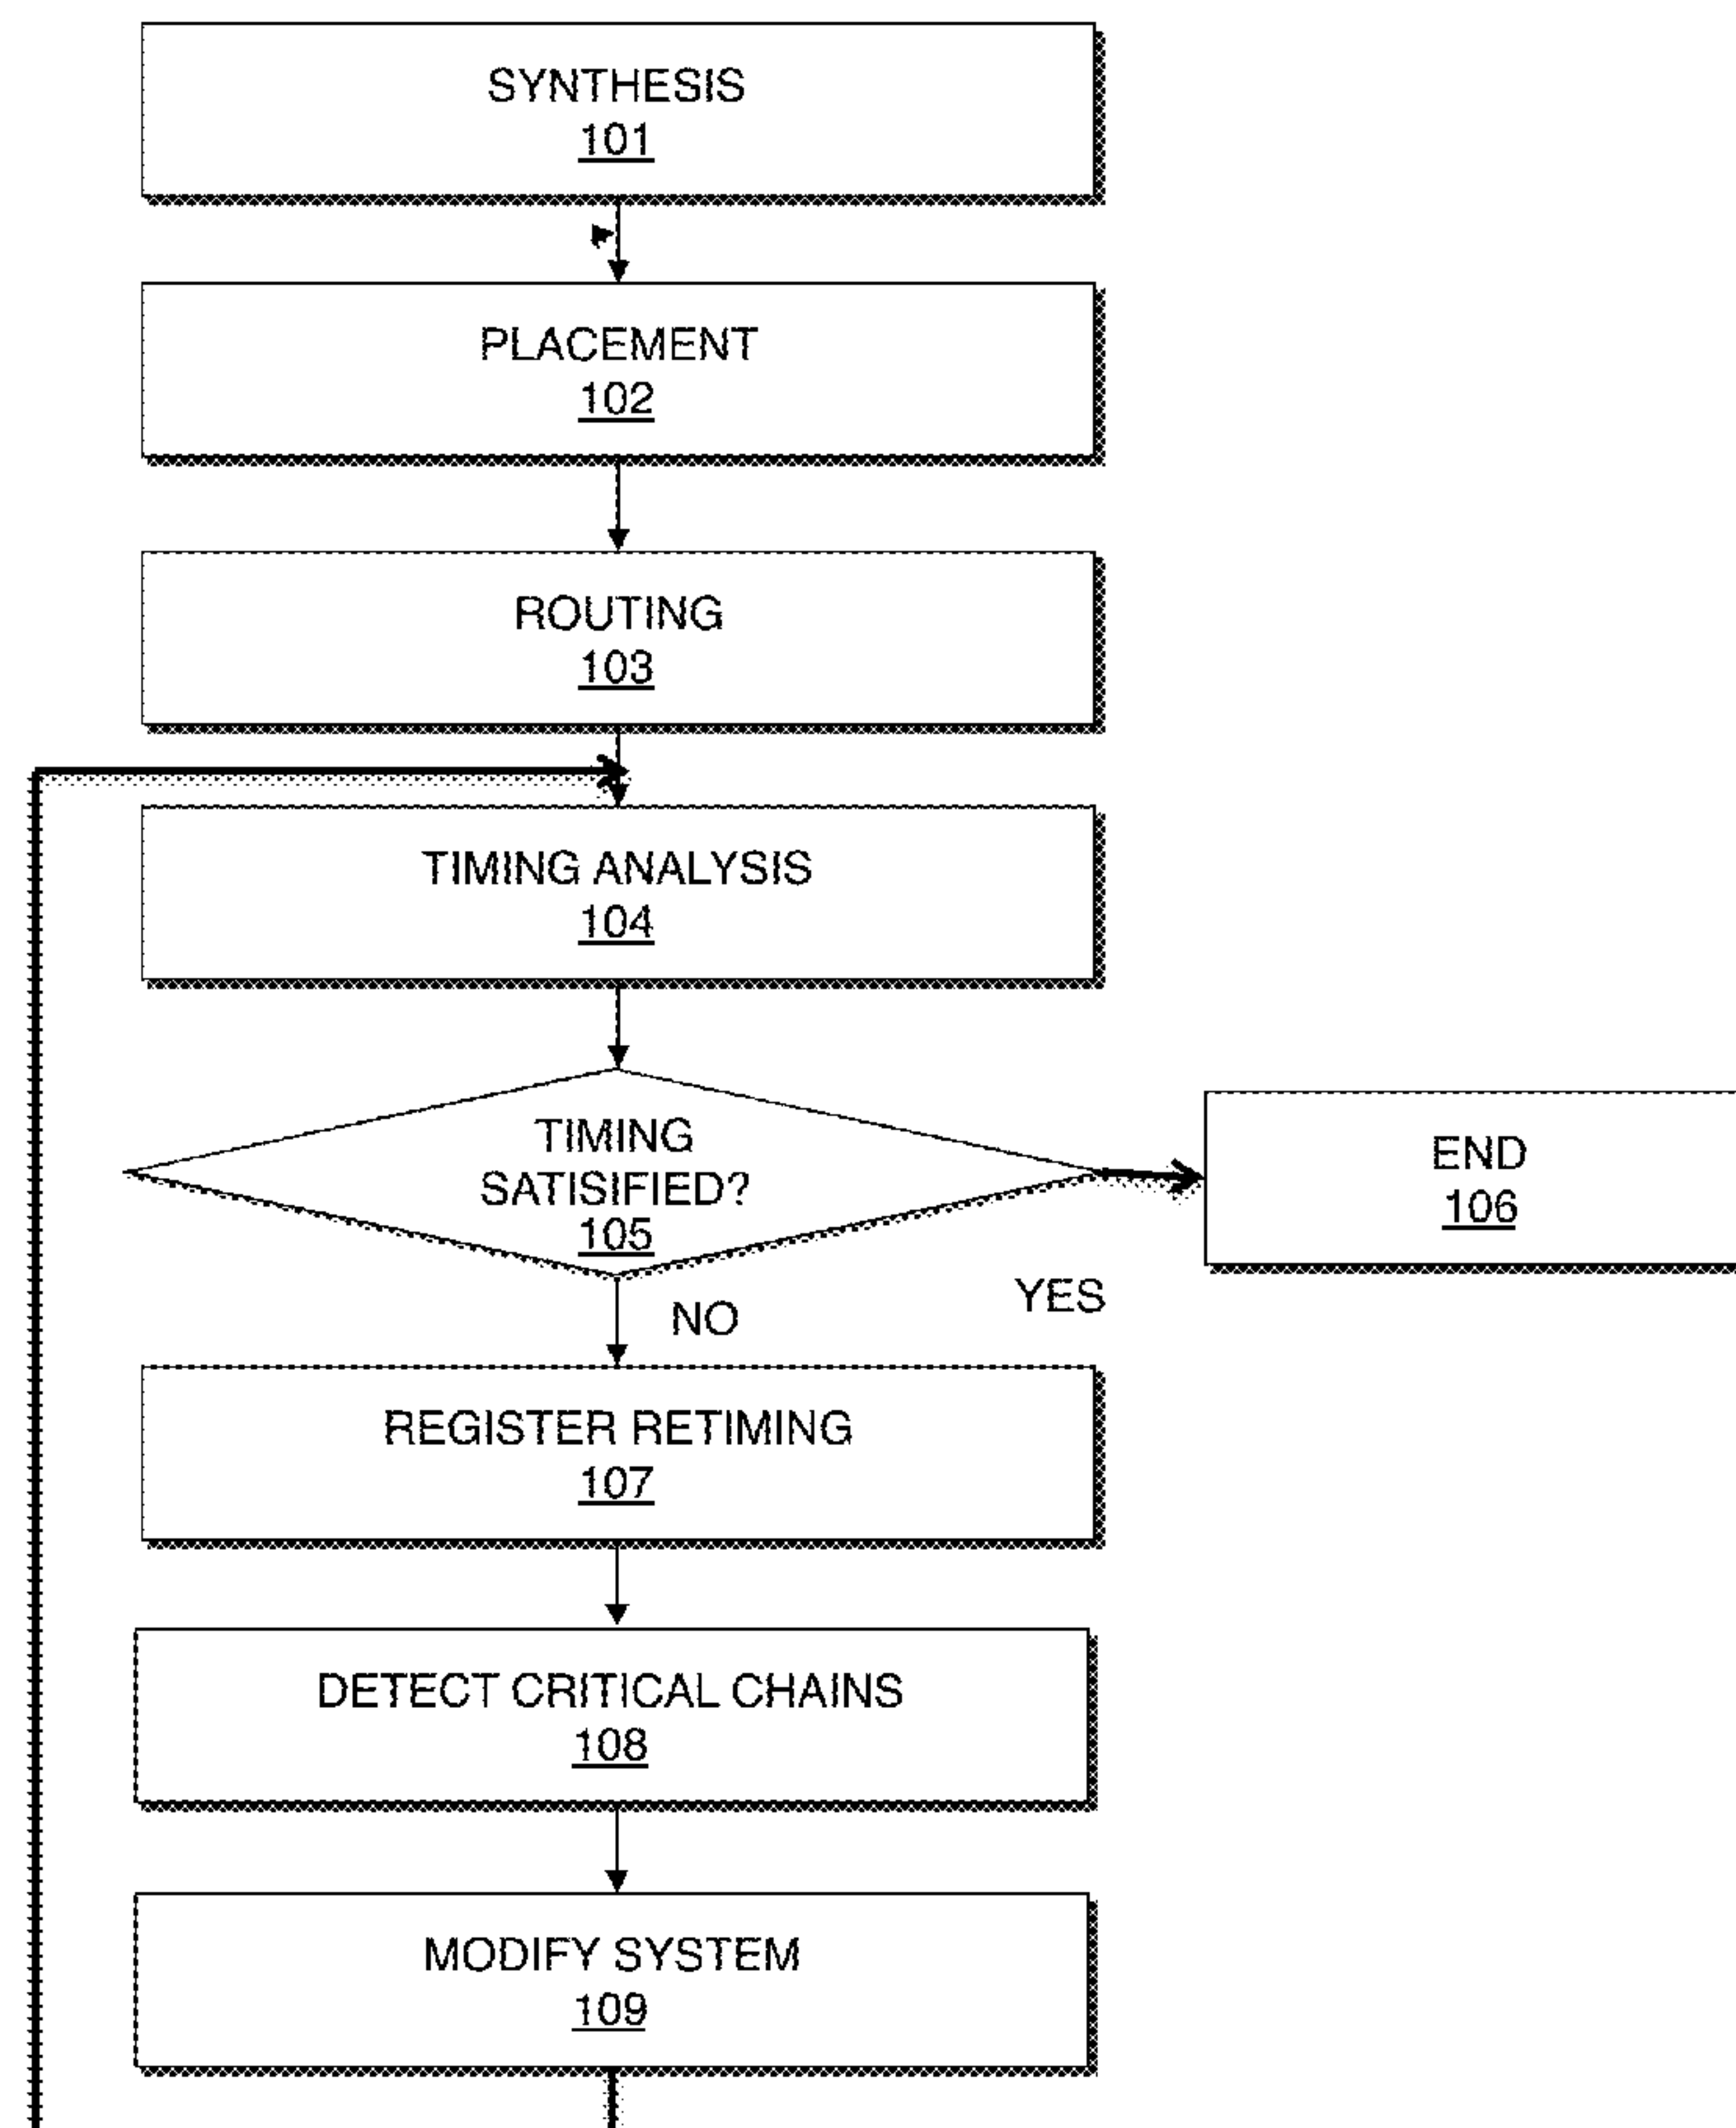 SYNTHESIS
101
PLACEMENT
102
ROUTING
103
TIMING ANALYSIS
104
TIMING
SATISIFIED?
105
END
106
YES
NO
REGISTER RETIMING
107
DETECT CRITICAL CHAINS
108
MODIFY SYSTEM
109